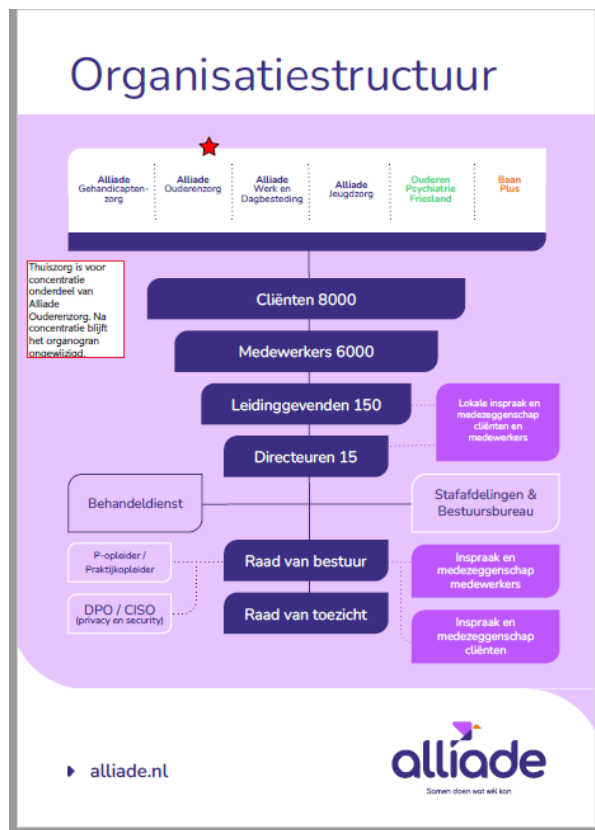 Organisatiestructuur
Alliade
Gehandicapten-
zorg
Alliade
Ouderenzorg
Alliade
Werk en
Dagbesteding
Alliade
Jeugdzorg
Ouderen
Psychiatrie
Friesland
Baan
Plus
Thuiszorg is voor
concentratie
onderdeel van
Alliade
Ouderenzorg. Na
concentratie blijft
het organogran
ongewijzigd.
Cliënten 8000
Medewerkers 6000
Leidinggevenden 150
Lokale inspraak en
medezeggenschap
cliënten en
medewerkers
Directeuren 15
Behandeldienst
Stafafdelingen &
Bestuursbureau
P-opleider /
Praktijkopleider
Raad van bestuur
Inspraak en
medezeggenschap
medewerkers
DPO / CISO
(privacy en security)
Raad van toezicht
Inspraak en
medezeggenschap
cliënten
alliade.nl
alliade
Samen doen wat wél kan